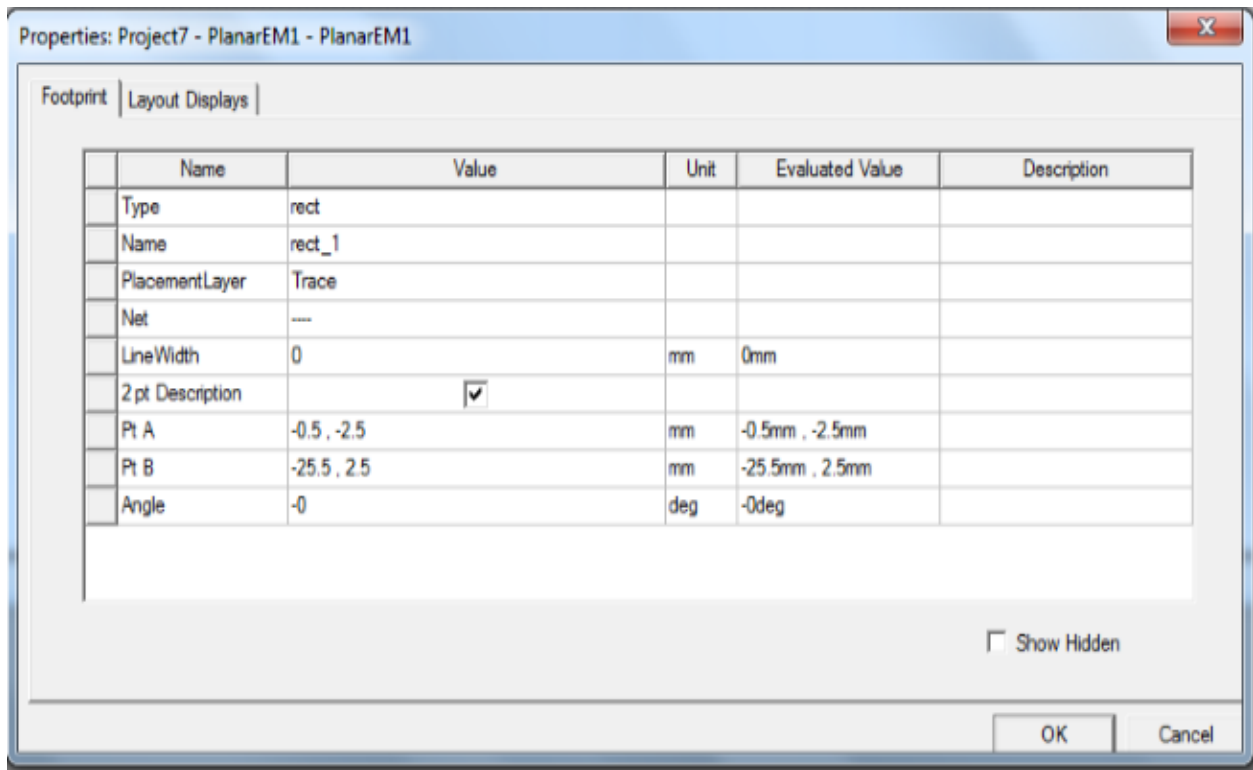 Properties: Project7 - PlanarEM1 - PlanarEM1
x
Footprint Layout Displays
Name Value Unit Evaluated Value Description
Type rect
Name rect_1
PlacementLayer Trace
Net ----
LineWidth 0 mm 0mm
2 pt Description
Pt A -0.5 , -2.5 mm -0.5mm , -2.5mm
Pt B -25.5 , 2.5 mm -25.5mm , 2.5mm
Angle -0 deg -0deg
Show Hidden
OK Cancel